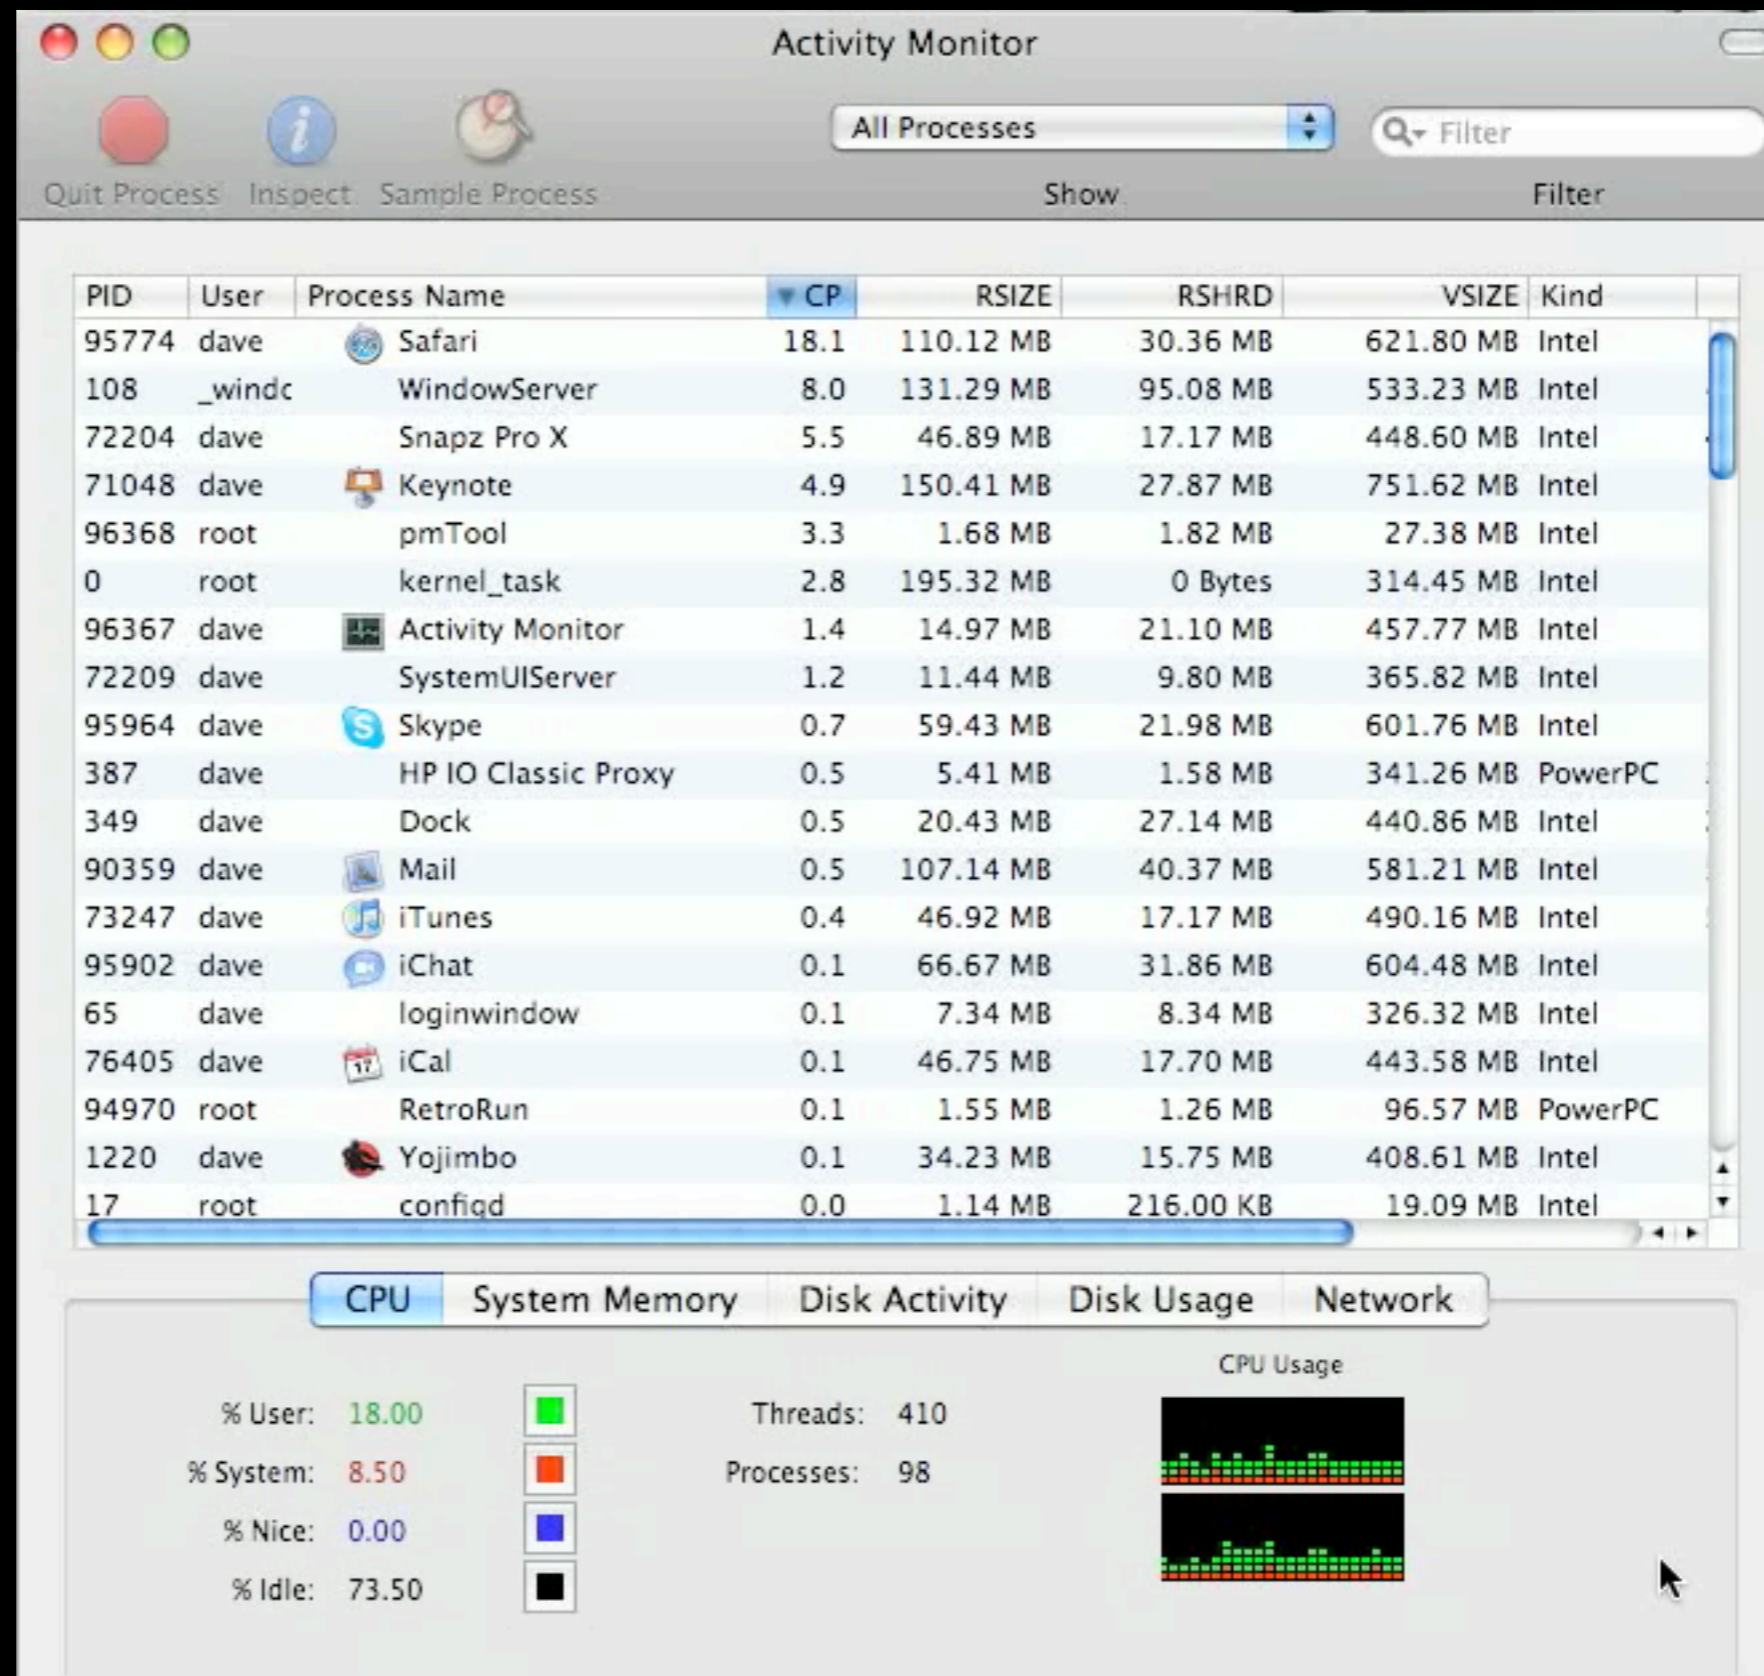 Activity Monitor
All Processes
Filter
Quit Process Inspect Sample Process Show Filter
PID User Process Name CP RSIZE RSHRD VSIZE Kind
95774 dave Safari 18.1 110.12 MB 30.36 MB 621.80 MB Intel
108 _windc WindowServer 8.0 131.29 MB 95.08 MB 533.23 MB Intel
72204 dave Snapz Pro X 5.5 46.89 MB 17.17 MB 448.60 MB Intel
71048 dave Keynote 4.9 150.41 MB 27.87 MB 751.62 MB Intel
96368 root pmTool 3.3 1.68 MB 1.82 MB 27.38 MB Intel
0 root kernel_task 2.8 195.32 MB 0 Bytes 314.45 MB Intel
96367 dave Activity Monitor 1.4 14.97 MB 21.10 MB 457.77 MB Intel
72209 dave SystemUIServer 1.2 11.44 MB 9.80 MB 365.82 MB Intel
95964 dave Skype 0.7 59.43 MB 21.98 MB 601.76 MB Intel
387 dave HP IO Classic Proxy 0.5 5.41 MB 1.58 MB 341.26 MB PowerPC
349 dave Dock 0.5 20.43 MB 27.14 MB 440.86 MB Intel
90359 dave Mail 0.5 107.14 MB 40.37 MB 581.21 MB Intel
73247 dave iTunes 0.4 46.92 MB 17.17 MB 490.16 MB Intel
95902 dave iChat 0.1 66.67 MB 31.86 MB 604.48 MB Intel
65 dave loginwindow 0.1 7.34 MB 8.34 MB 326.32 MB Intel
76405 dave iCal 0.1 46.75 MB 17.70 MB 443.58 MB Intel
94970 root RetroRun 0.1 1.55 MB 1.26 MB 96.57 MB PowerPC
1220 dave Yojimbo 0.1 34.23 MB 15.75 MB 408.61 MB Intel
17 root configd 0.0 1.14 MB 216.00 KB 19.09 MB Intel
CPU System Memory Disk Activity Disk Usage Network
CPU Usage
% User: 18.00 Threads: 410
% System: 8.50 Processes: 98
% Nice: 0.00
% Idle: 73.50